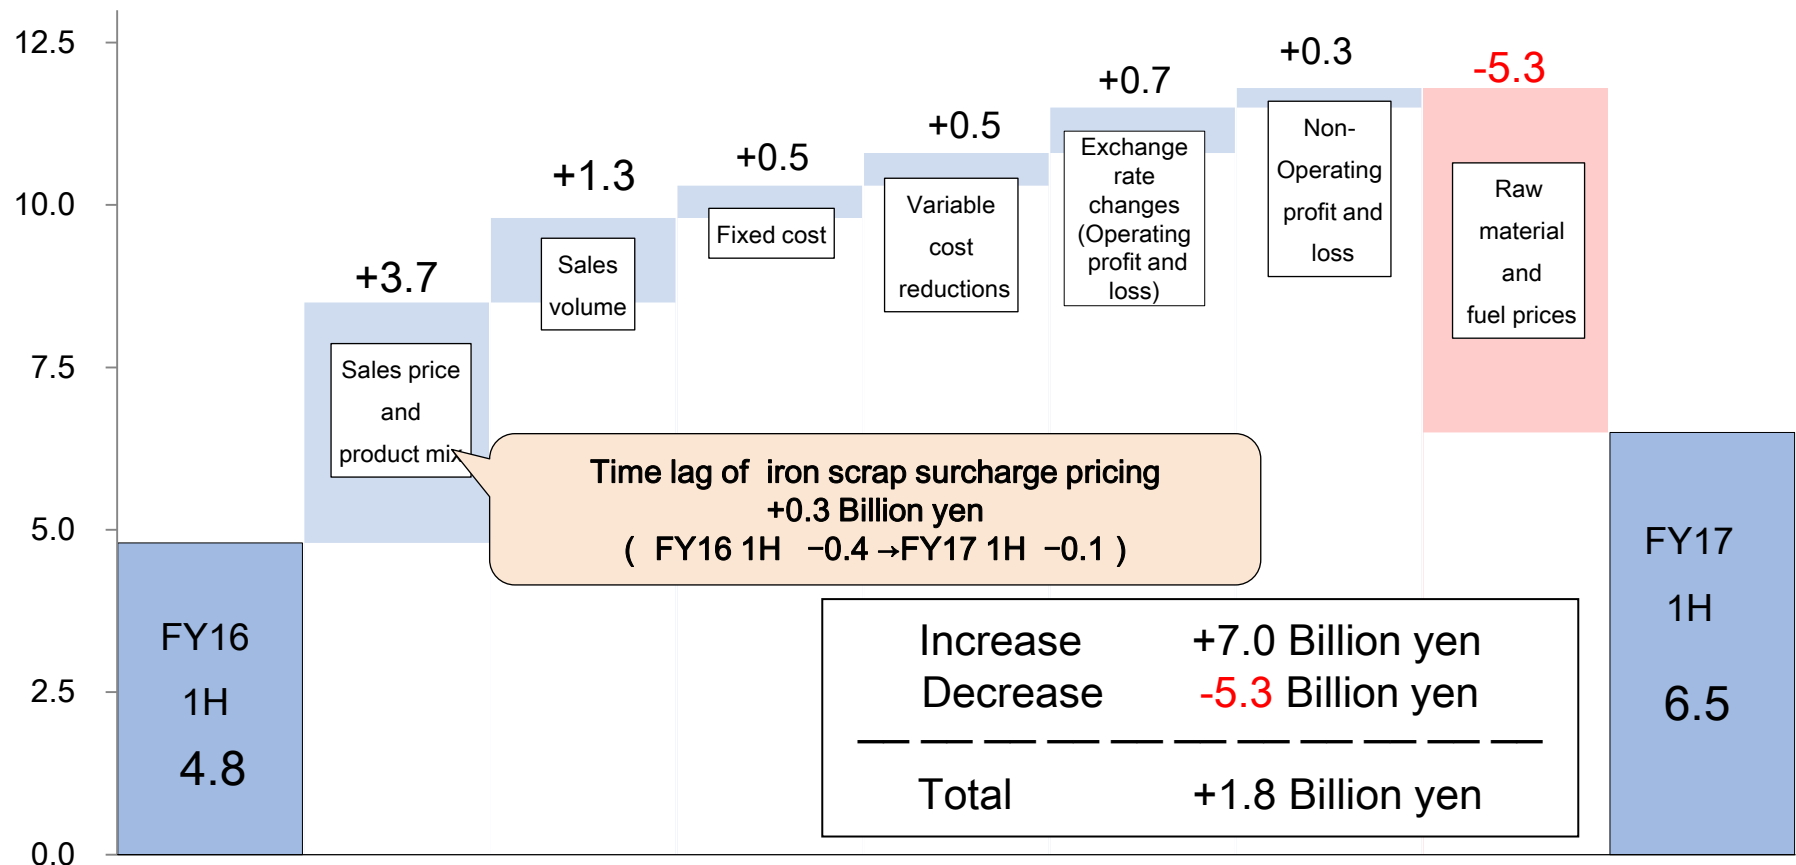 12.5
10.0
7.5
5.0
2.5
0.0
FY16
1H
4.8
+3.7
Sales price
and
product mix
+1.3
Sales
volume
+0.5
Fixed cost
+0.5
Variable
cost
reductions
+0.7
Exchange
rate
changes
(Operating
profit and
loss)
+0.3
Non-
Operating
profit and
loss
-5.3
Raw
material
and
fuel prices
FY17
1H
6.5
Time lag of iron scrap surcharge pricing
+0.3 Billion yen
( FY16 1H −0.4 →FY17 1H −0.1 )
Increase +7.0 Billion yen
Decrease -5.3 Billion yen
Total +1.8 Billion yen